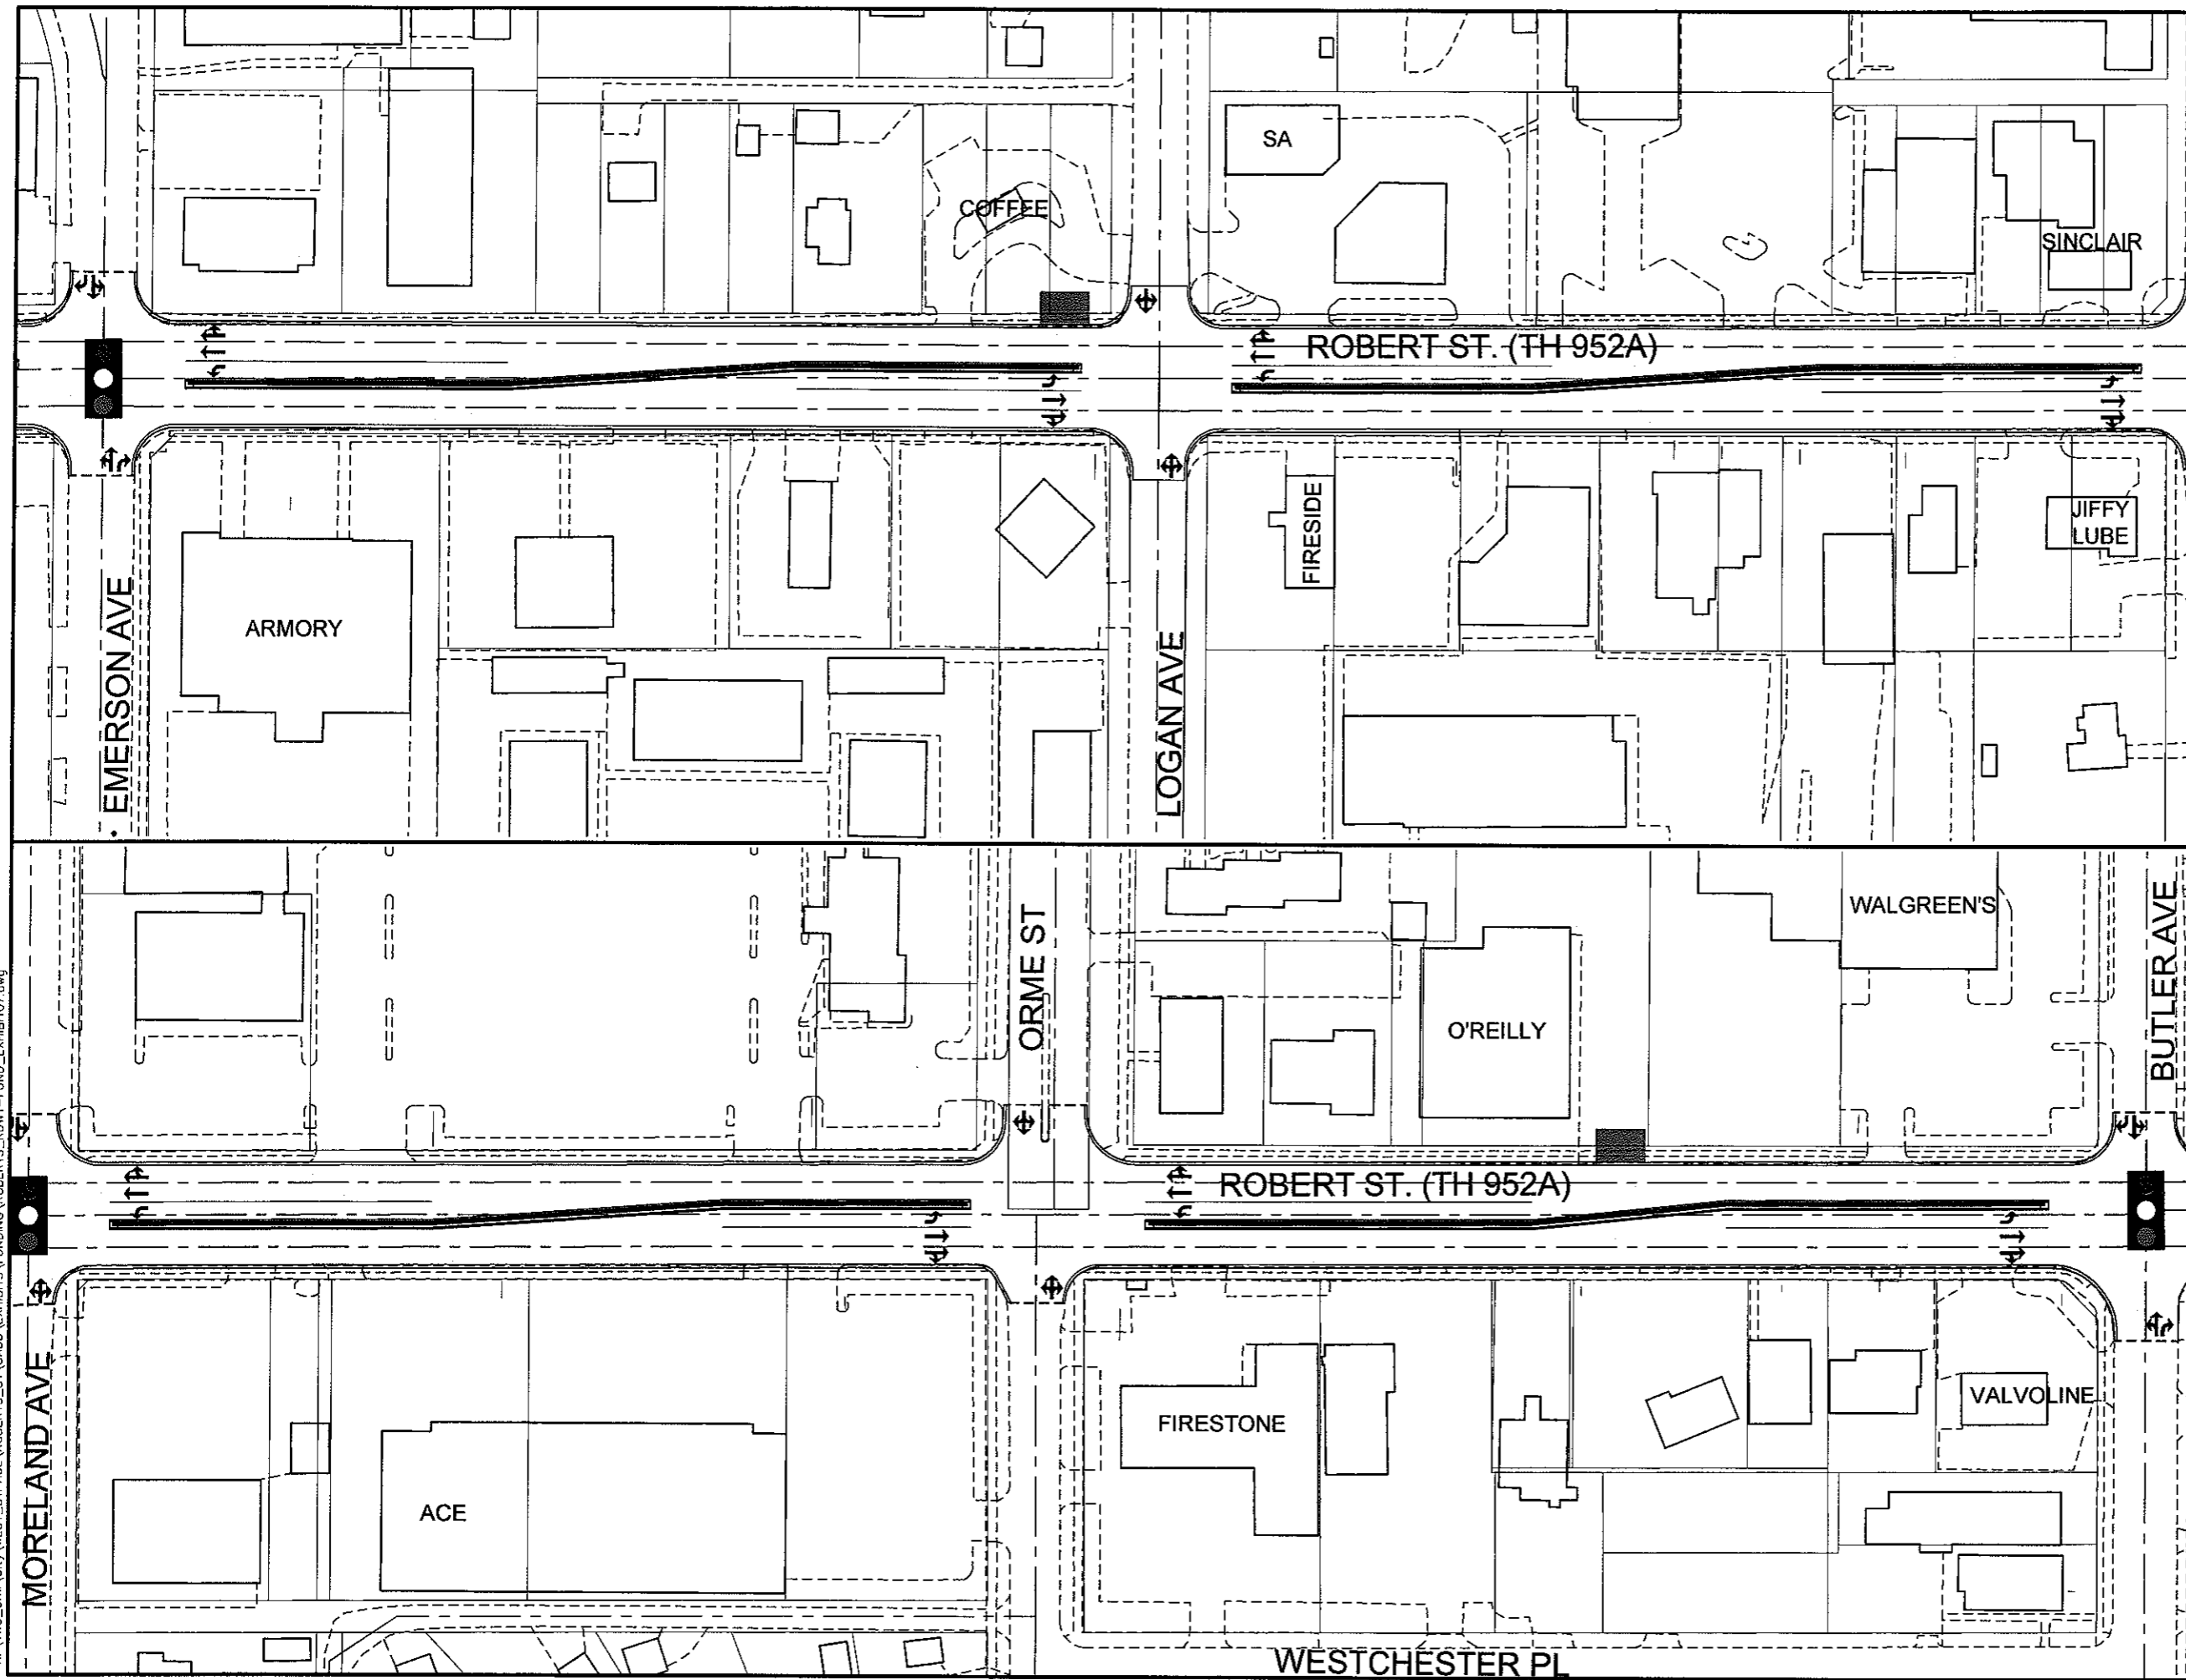 SA
COFFEE
SINCLAIR
ROBERT ST. (TH 952A)
FIRESIDE
JIFFY
LUBE
ARMORY
EMERSON AVE
LOGAN AVE
WALGREEN'S
ORME ST
BUTLER AVE
O'REILLY
ROBERT ST. (TH 952A)
MORELAND AVE
FIRESTONE
VALVOLINE
ACE
WESTCHESTER PL